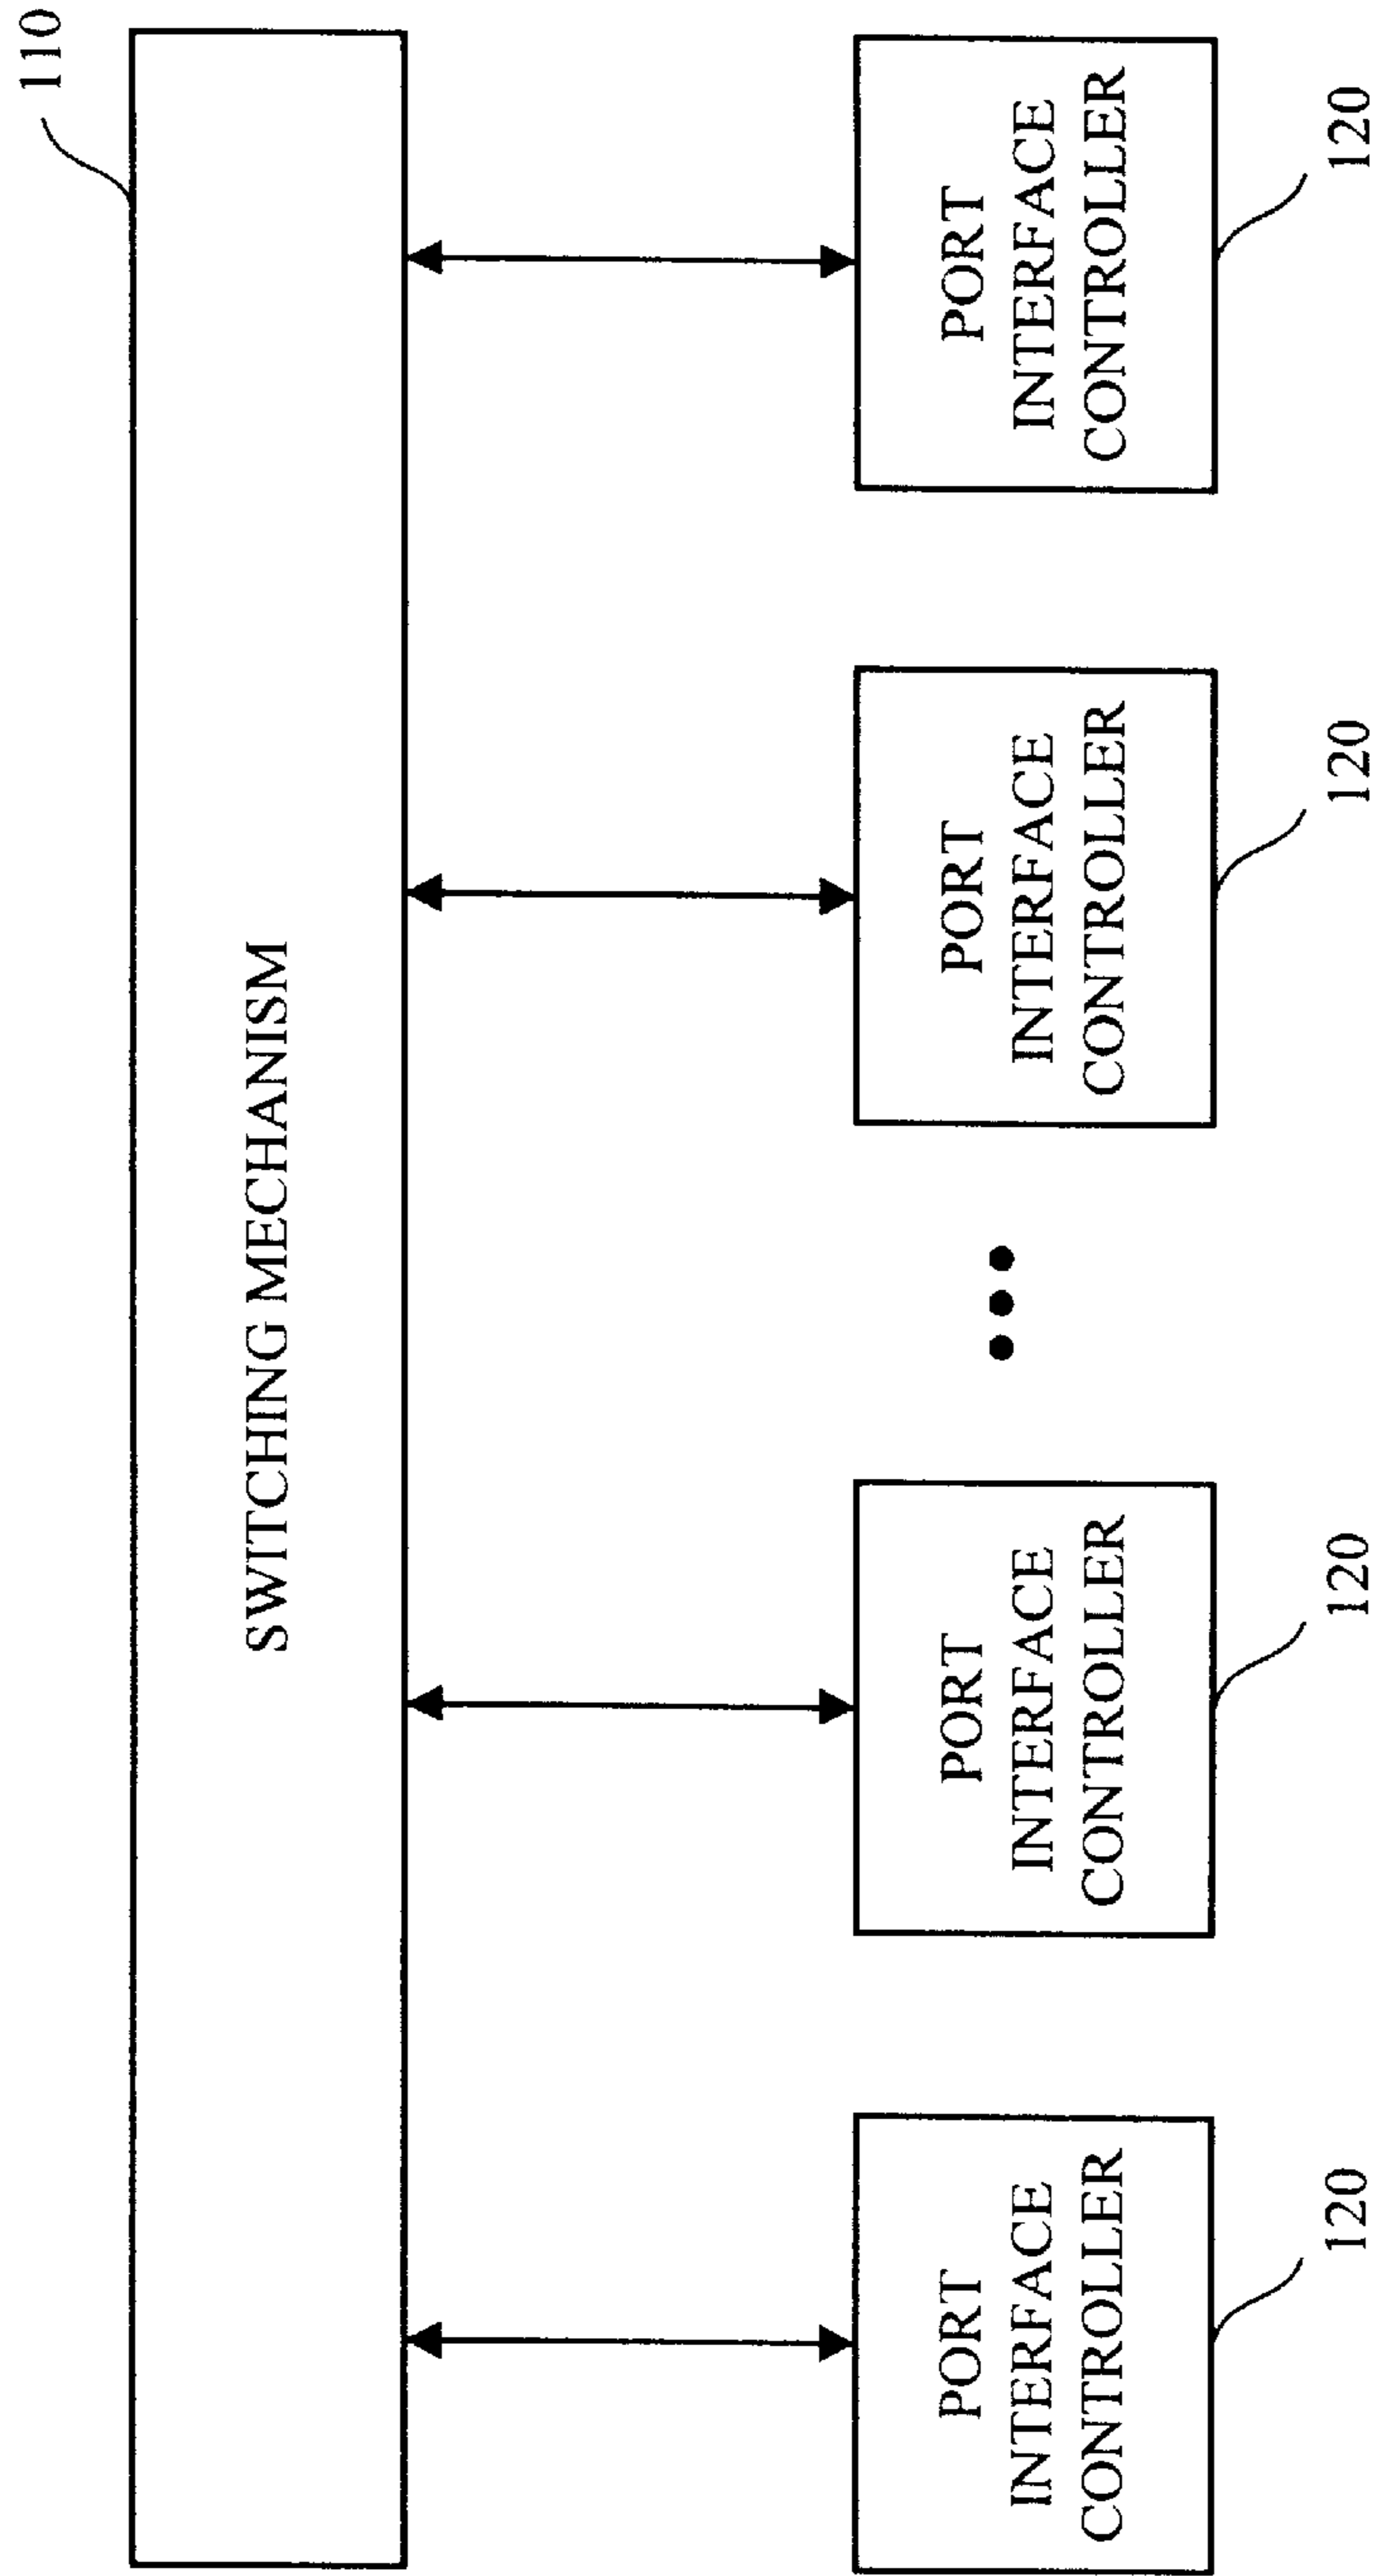 110
SWITCHING MECHANISM
PORT
INTERFACE
CONTROLLER
120
PORT
INTERFACE
CONTROLLER
120
PORT
INTERFACE
CONTROLLER
120
PORT
INTERFACE
CONTROLLER
120